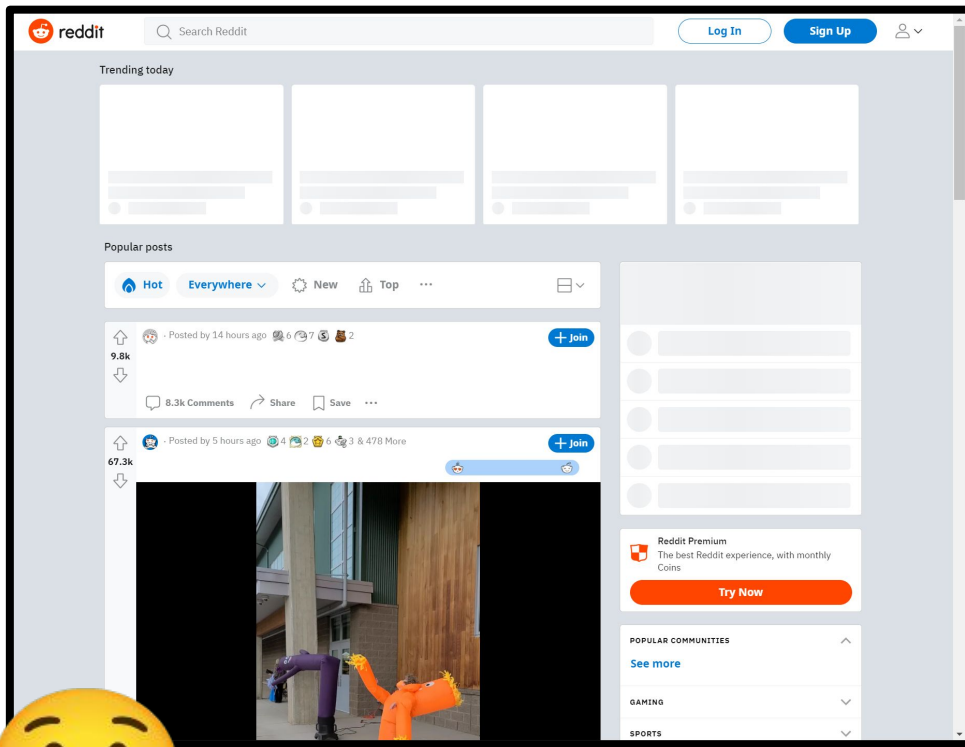 reddit
Search Reddit
Log In
Sign Up
Trending today
Popular posts
Hot
Everywhere
New
Top
...
· Posted by 14 hours ago 6 7 2
Join
9.8k
8.3k Comments
Share
Save
...
· Posted by 5 hours ago 4 2 6 3 & 478 More
Join
67.3k
Reddit Premium
The best Reddit experience, with monthly
Coins
Try Now
POPULAR COMMUNITIES
See more
GAMING
SPORTS